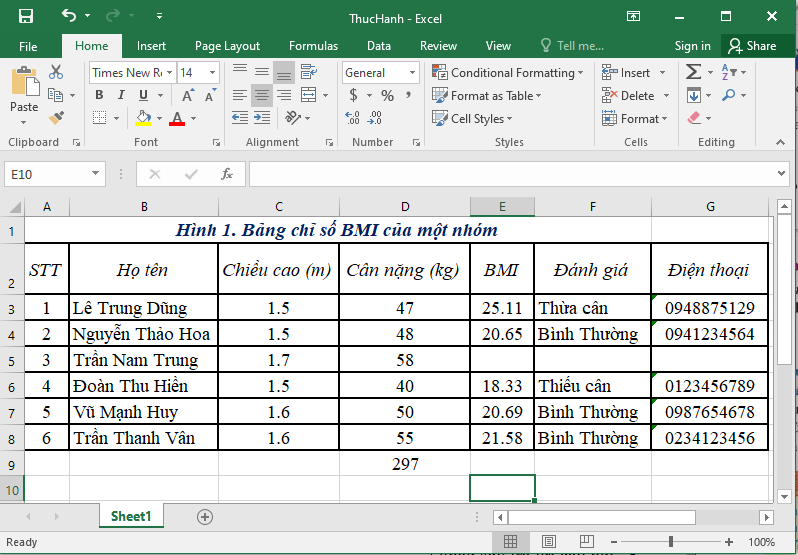 ThucHanh - Excel
File Home Insert Page Layout Formulas Data Review View Tell me... Sign in Share
Paste Times New Ro 14 General Conditional Formatting Insert
B I U $ % , Format as Table Delete
A Cell Styles Format
Clipboard Font Alignment Number Styles Cells Editing
E10 fx
A B C D E F G
1 Hình 1. Bảng chỉ số BMI của một nhóm
2 STT Họ tên Chiều cao (m) Cân nặng (kg) BMI Đánh giá Điện thoại
3 1 Lê Trung Dũng 1.5 47 25.11 Thừa cân 0948875129
4 2 Nguyễn Thảo Hoa 1.5 48 20.65 Bình Thường 0941234564
5 3 Trần Nam Trung 1.7 58
6 4 Đoàn Thu Hiền 1.5 40 18.33 Thiếu cân 0123456789
7 5 Vũ Mạnh Huy 1.6 50 20.69 Bình Thường 0987654678
8 6 Trần Thanh Vân 1.6 55 21.58 Bình Thường 0234123456
9 297
10
Sheet1
Ready 100%